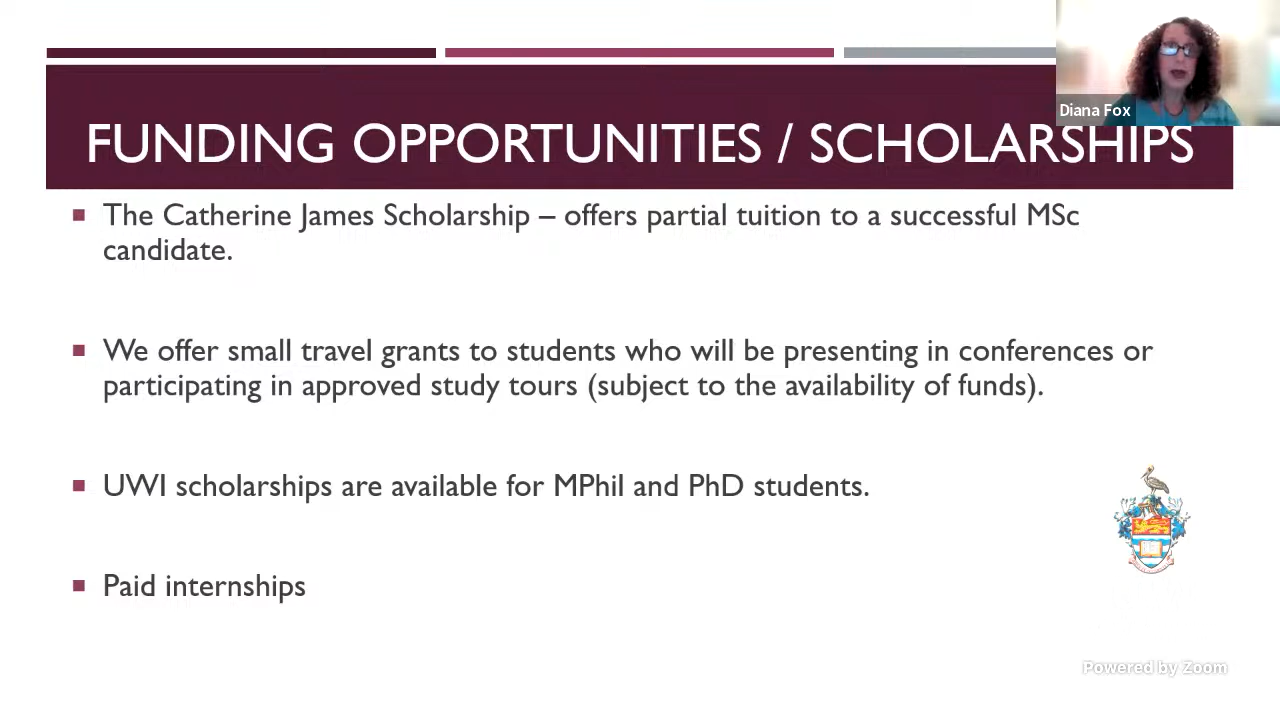 Diana Fox
FUNDING OPPORTUNITIES / SCHOLARSHIPS
The Catherine James Scholarship – offers partial tuition to a successful MSc
candidate.
We offer small travel grants to students who will be presenting in conferences or
participating in approved study tours (subject to the availability of funds).
UWI scholarships are available for MPhil and PhD students.
Paid internships
Powered by Zoom